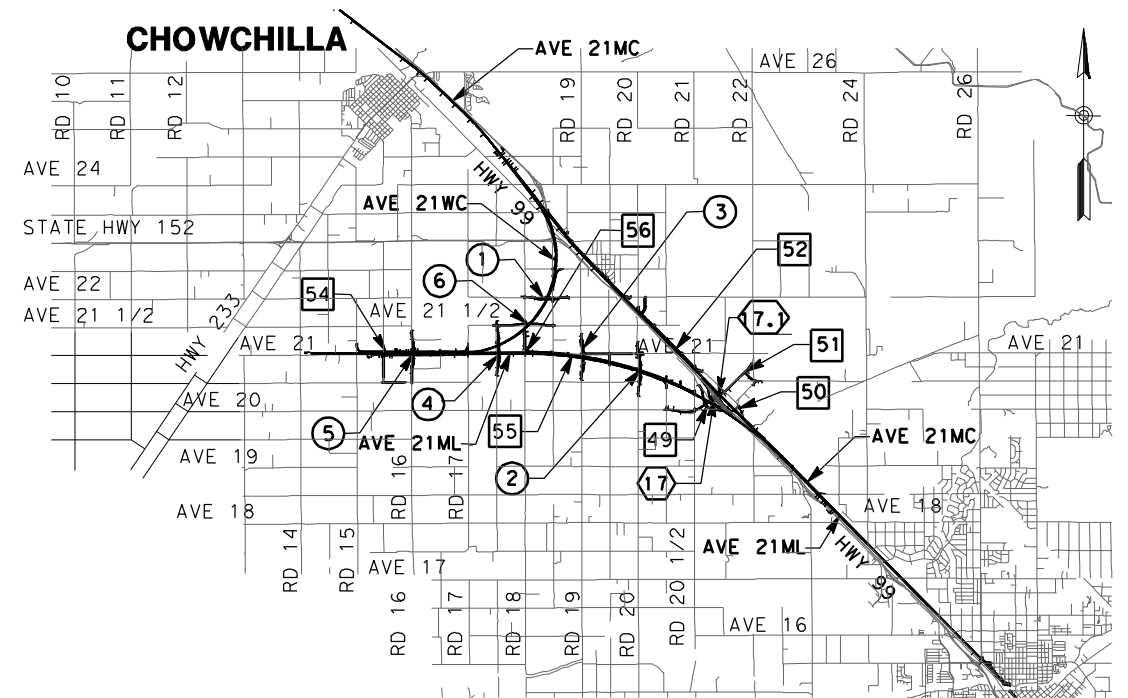 CHOWCHILLA
AVE 21MC
AVE 26
RD 10
RD 11
RD 12
RD 19
RD 20
RD 21
RD 22
RD 24
RD 26
AVE 24
HWY 99
AVE 21WC
3
56
STATE HWY 152
52
1
6
AVE 22
54
AVE 21 1/2
AVE 21 1/2
17.1
HWY 233
AVE 21
AVE 21
51
AVE 21
AVE 20
50
4
5
AVE 21ML
55
49
AVE 21MC
AVE 19
2
17
RD 16
RD 17
AVE 18
AVE 18
RD 14
RD 15
RD 20 1/2
AVE 21ML
HWY 99
AVE 17
RD 16
RD 17
RD 18
RD 19
RD 20
AVE 16